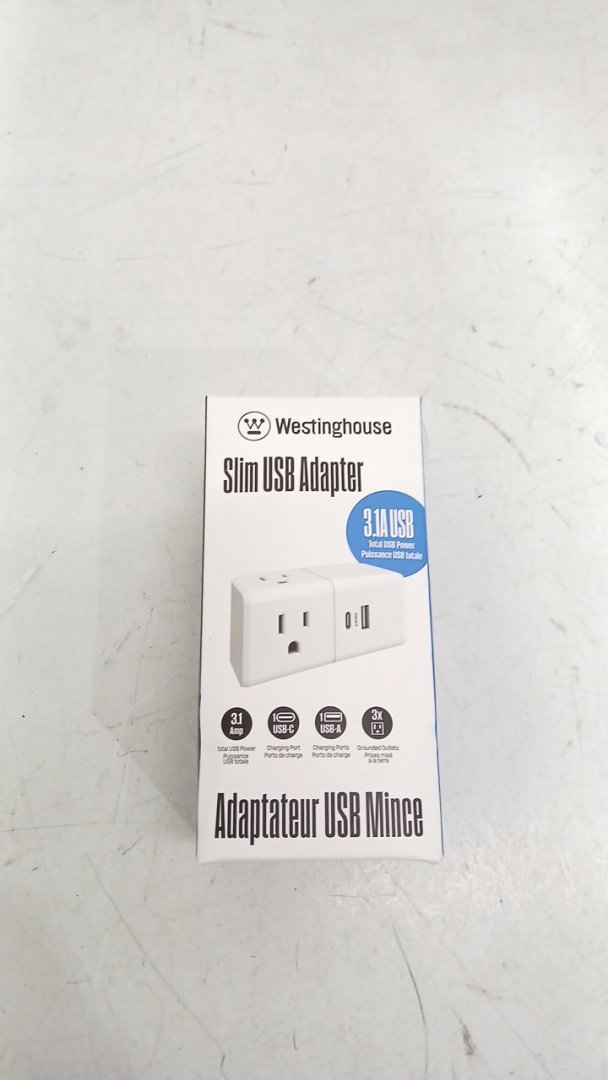 Westinghouse
Slim USB Adapter
3.1A USB
Total USB Power
Puissance USB totale
3.1
Amp
Total USB Power
Puissance
USB totale
1
USB-C
Charging Port
Ports de charge
1
USB-A
Charging Ports
Ports de charge
3x
Grounded Outlets
Prises mise
à la terre
Adaptateur USB Mince